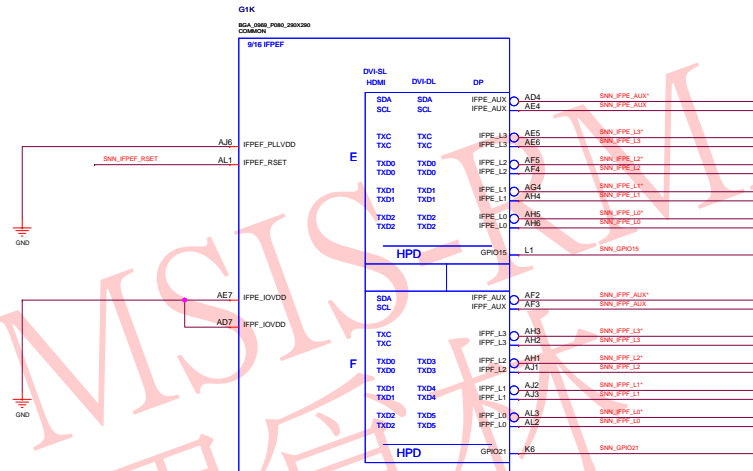 G1K
BGA_0969_P080_290X290
COMMON
9/16 IFPEF
DVI-SL
HDMI DVI-DL DP
SDA SDA IFPE_AUX AD4 SNN_IFPE_AUX*
SCL SCL IFPE_AUX AE4 SNN_IFPE_AUX
TXC TXC IFPE_L3 AE5 SNN_IFPE_L3*
TXC TXC IFPE_L3 AE6 SNN_IFPE_L3
AJ6 IFPEF_PLLVDD
E
SNN_IFPEF_RSET AL1 IFPEF_RSET
TXD0 TXD0 IFPE_L2 AF5 SNN_IFPE_L2*
TXD0 TXD0 IFPE_L2 AF4 SNN_IFPE_L2
TXD1 TXD1 IFPE_L1 AG4 SNN_IFPE_L1*
TXD1 TXD1 IFPE_L1 AH4 SNN_IFPE_L1
TXD2 TXD2 IFPE_L0 AH5 SNN_IFPE_L0*
TXD2 TXD2 IFPE_L0 AH6 SNN_IFPE_L0
GND
HPD GPIO15 L1 SNN_GPIO15
AE7 IFPE_IOVDD
SDA IFPF_AUX AF2 SNN_IFPF_AUX*
SCL IFPF_AUX AF3 SNN_IFPF_AUX
AD7 IFPF_IOVDD
TXC IFPF_L3 AH3 SNN_IFPF_L3*
TXC IFPF_L3 AH2 SNN_IFPF_L3
F
TXD0 TXD3 IFPF_L2 AH1 SNN_IFPF_L2*
TXD0 TXD3 IFPF_L2 AJ1 SNN_IFPF_L2
TXD1 TXD4 IFPF_L1 AJ2 SNN_IFPF_L1*
TXD1 TXD4 IFPF_L1 AJ3 SNN_IFPF_L1
GND
TXD2 TXD5 IFPF_L0 AL3 SNN_IFPF_L0*
TXD2 TXD5 IFPF_L0 AL2 SNN_IFPF_L0
HPD GPIO21 K6 SNN_GPIO21
MSIS-RMA